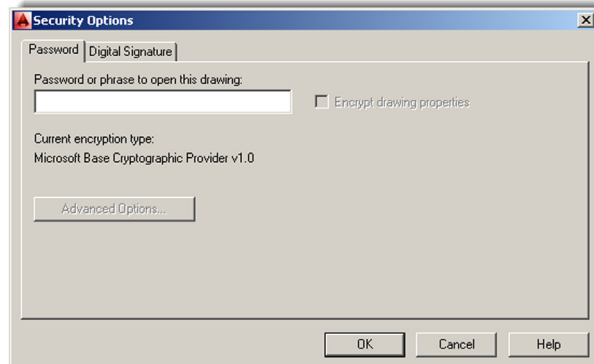 Security Options
Password Digital Signature
Password or phrase to open this drawing:
Encrypt drawing properties
Current encryption type:
Microsoft Base Cryptographic Provider v1.0
Advanced Options...
OK Cancel Help